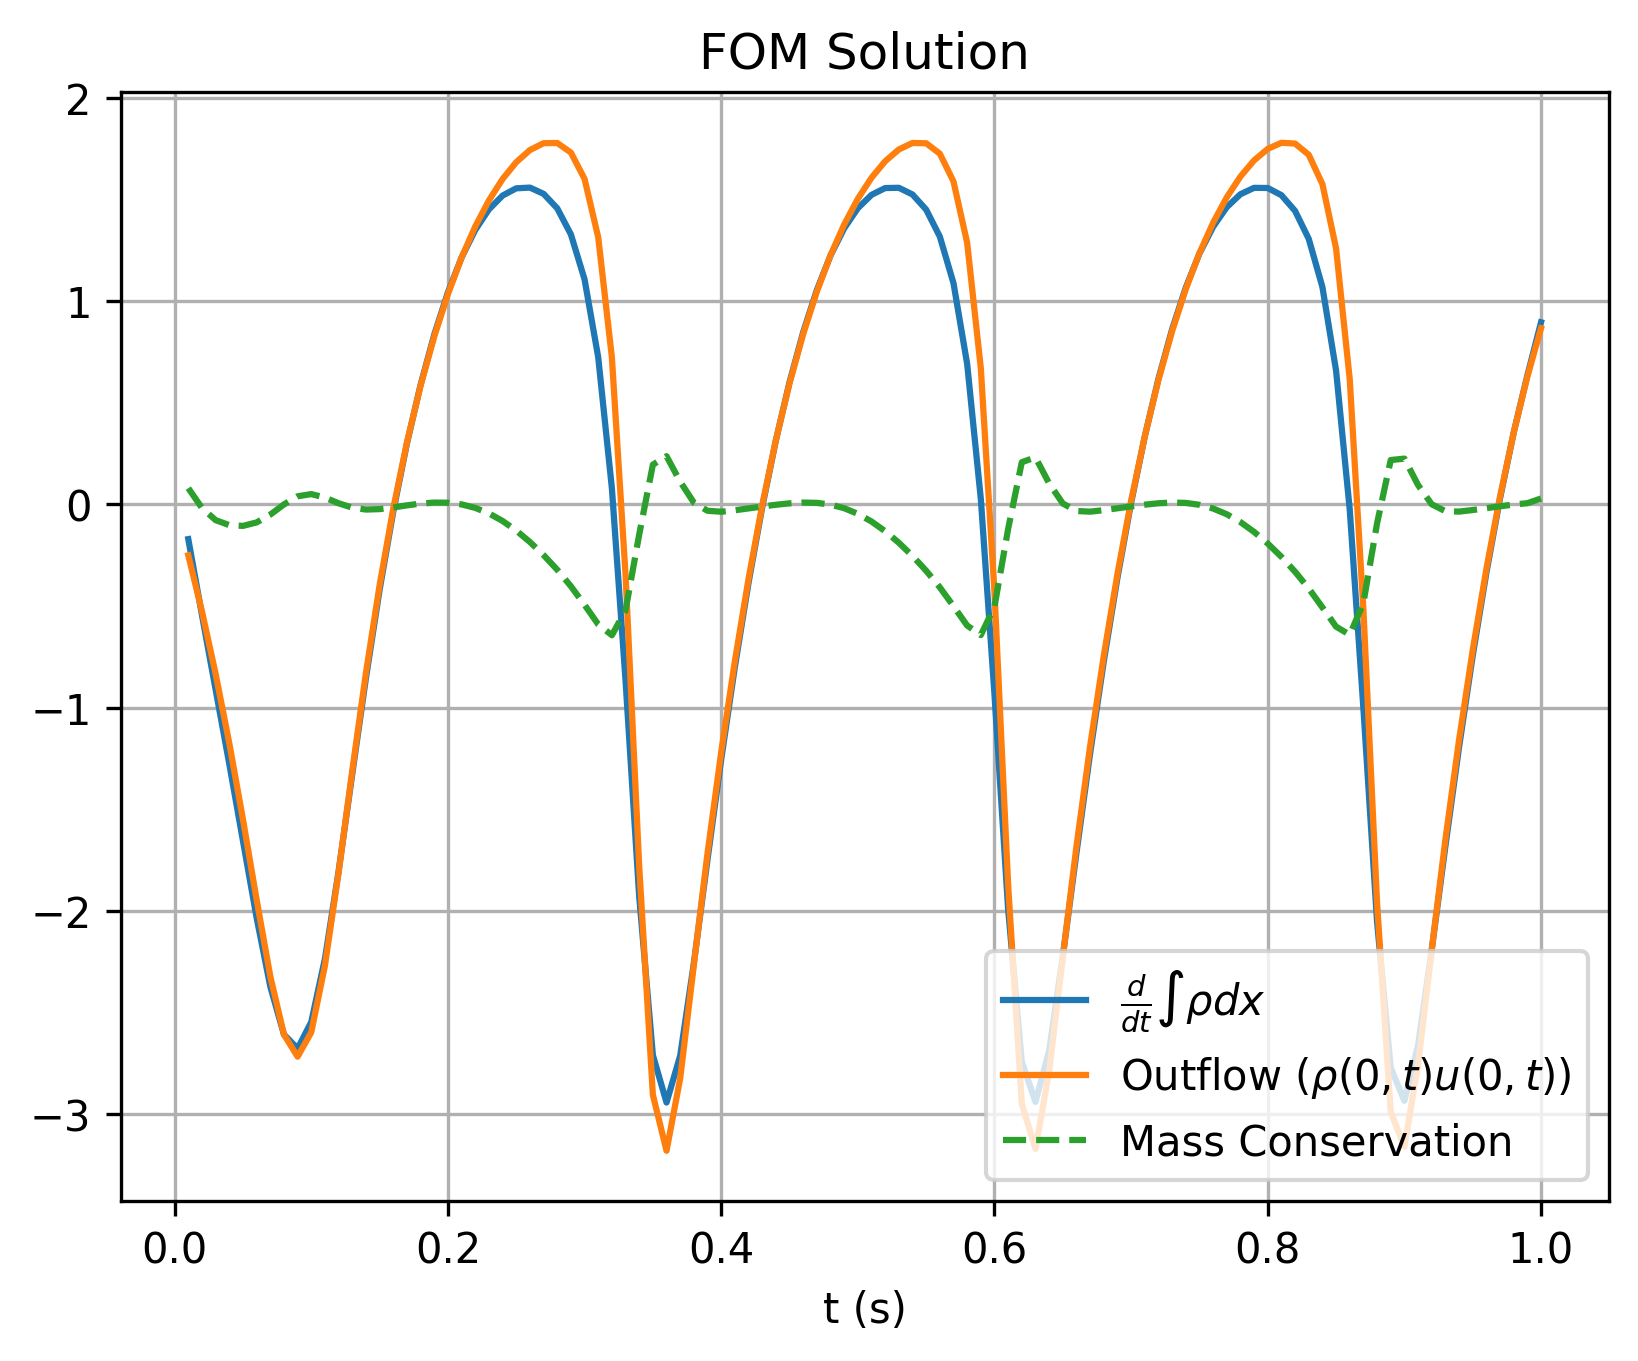 FOM Solution
2
1
0
−1
−2
−3
d/dt ∫ρdx
Outflow (ρ(0, t)u(0, t))
Mass Conservation
0.0 0.2 0.4 0.6 0.8 1.0
t (s)